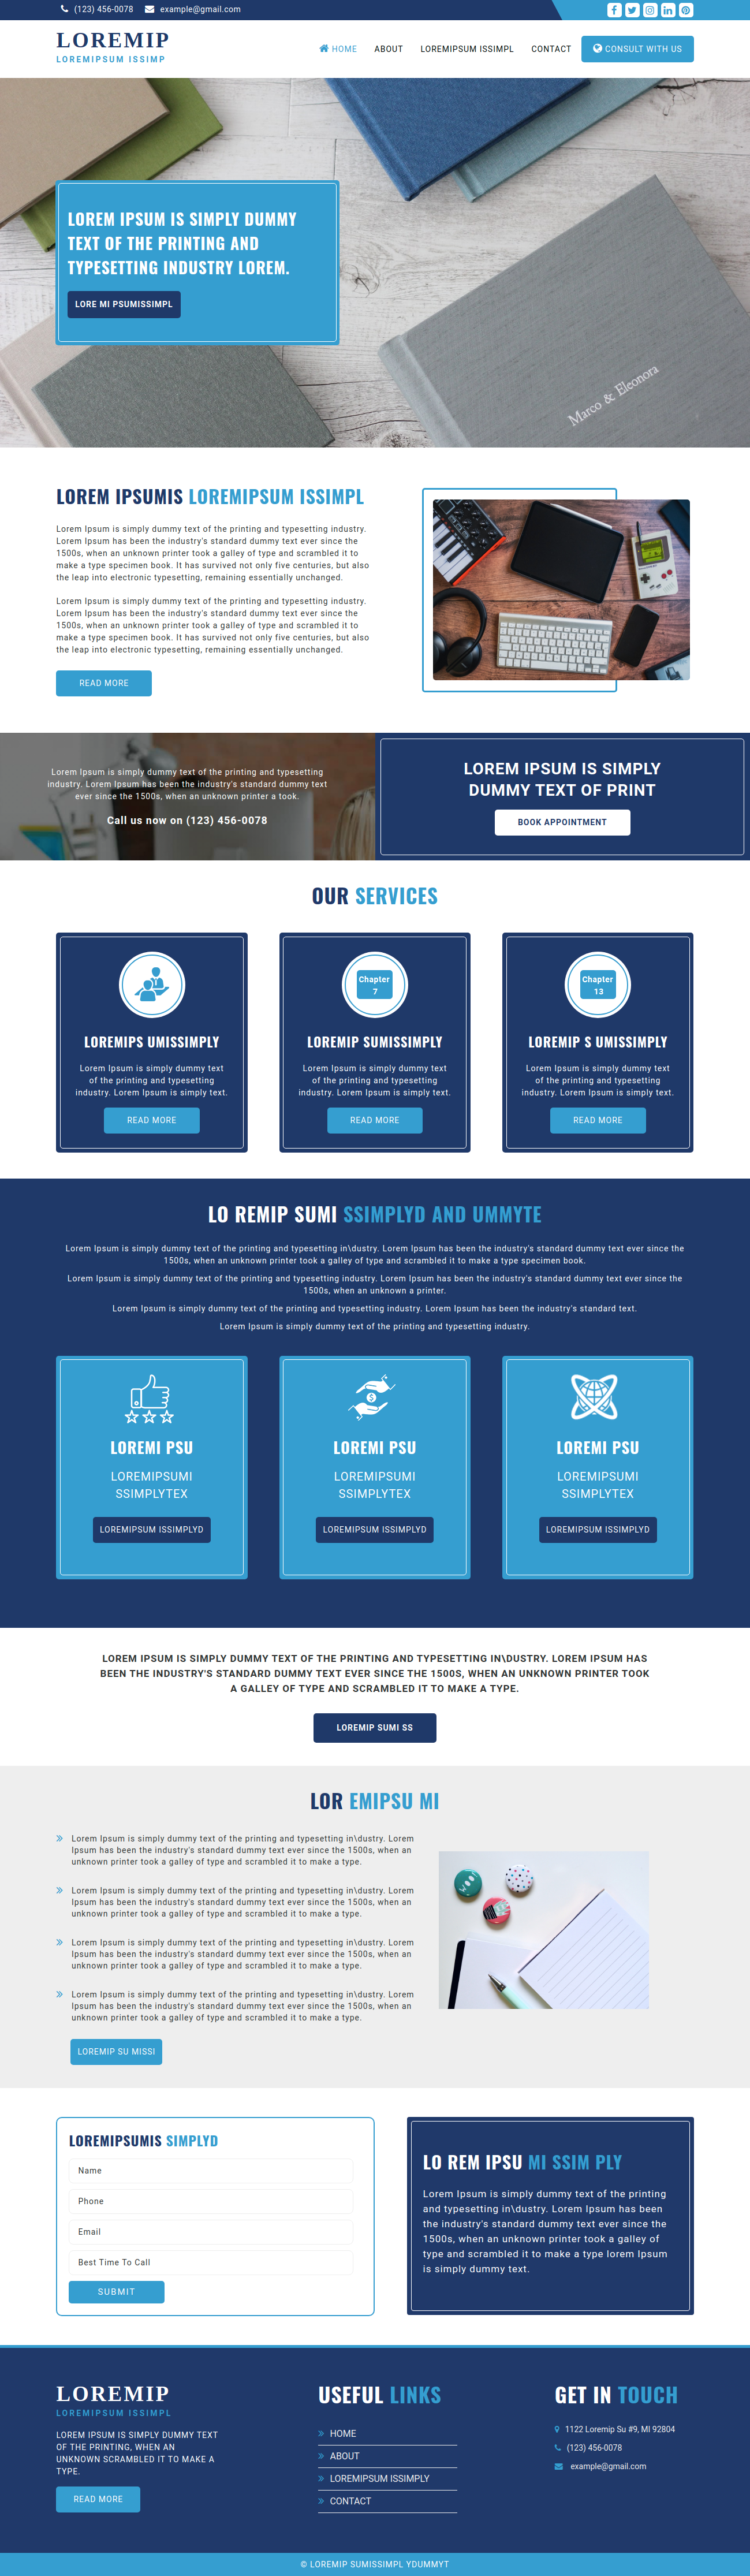 (123) 456-0078 example@gmail.com
LOREMIP
LOREMIPSUM ISSIMP
HOME ABOUT LOREMIPSUM ISSIMPL CONTACT CONSULT WITH US
LOREM IPSUM IS SIMPLY DUMMY
TEXT OF THE PRINTING AND
TYPESETTING INDUSTRY LOREM.
LORE MI PSUMISSIMPL
Marco & Eleonora
LOREM IPSUMIS LOREMIPSUM ISSIMPL
Lorem Ipsum is simply dummy text of the printing and typesetting industry.
Lorem Ipsum has been the industry's standard dummy text ever since the
1500s, when an unknown printer took a galley of type and scrambled it to
make a type specimen book. It has survived not only five centuries, but also
the leap into electronic typesetting, remaining essentially unchanged.
Lorem Ipsum is simply dummy text of the printing and typesetting industry.
Lorem Ipsum has been the industry's standard dummy text ever since the
1500s, when an unknown printer took a galley of type and scrambled it to
make a type specimen book. It has survived not only five centuries, but also
the leap into electronic typesetting, remaining essentially unchanged.
READ MORE
Lorem Ipsum is simply dummy text of the printing and typesetting
industry. Lorem Ipsum has been the industry's standard dummy text
ever since the 1500s, when an unknown printer a took.
Call us now on (123) 456-0078
LOREM IPSUM IS SIMPLY
DUMMY TEXT OF PRINT
BOOK APPOINTMENT
OUR SERVICES
LOREMIPS UMISSIMPLY
Lorem Ipsum is simply dummy text
of the printing and typesetting
industry. Lorem Ipsum is simply text.
READ MORE
Chapter
7
LOREMIP SUMISSIMPLY
Lorem Ipsum is simply dummy text
of the printing and typesetting
industry. Lorem Ipsum is simply text.
READ MORE
Chapter
13
LOREMIP S UMISSIMPLY
Lorem Ipsum is simply dummy text
of the printing and typesetting
industry. Lorem Ipsum is simply text.
READ MORE
LO REMIP SUMI SSIMPLYD AND UMMYTE
Lorem Ipsum is simply dummy text of the printing and typesetting in\dustry. Lorem Ipsum has been the industry's standard dummy text ever since the
1500s, when an unknown printer took a galley of type and scrambled it to make a type specimen book.
Lorem Ipsum is simply dummy text of the printing and typesetting industry. Lorem Ipsum has been the industry's standard dummy text ever since the
1500s, when an unknown a printer.
Lorem Ipsum is simply dummy text of the printing and typesetting industry. Lorem Ipsum has been the industry's standard text.
Lorem Ipsum is simply dummy text of the printing and typesetting industry.
LOREMI PSU
LOREMIPSUMI
SSIMPLYTEX
LOREMIPSUM ISSIMPLYD
LOREMI PSU
LOREMIPSUMI
SSIMPLYTEX
LOREMIPSUM ISSIMPLYD
LOREMI PSU
LOREMIPSUMI
SSIMPLYTEX
LOREMIPSUM ISSIMPLYD
LOREM IPSUM IS SIMPLY DUMMY TEXT OF THE PRINTING AND TYPESETTING IN\DUSTRY. LOREM IPSUM HAS
BEEN THE INDUSTRY'S STANDARD DUMMY TEXT EVER SINCE THE 1500S, WHEN AN UNKNOWN PRINTER TOOK
A GALLEY OF TYPE AND SCRAMBLED IT TO MAKE A TYPE.
LOREMIP SUMI SS
LOR EMIPSU MI
Lorem Ipsum is simply dummy text of the printing and typesetting in\dustry. Lorem
Ipsum has been the industry's standard dummy text ever since the 1500s, when an
unknown printer took a galley of type and scrambled it to make a type.
Lorem Ipsum is simply dummy text of the printing and typesetting in\dustry. Lorem
Ipsum has been the industry's standard dummy text ever since the 1500s, when an
unknown printer took a galley of type and scrambled it to make a type.
Lorem Ipsum is simply dummy text of the printing and typesetting in\dustry. Lorem
Ipsum has been the industry's standard dummy text ever since the 1500s, when an
unknown printer took a galley of type and scrambled it to make a type.
Lorem Ipsum is simply dummy text of the printing and typesetting in\dustry. Lorem
Ipsum has been the industry's standard dummy text ever since the 1500s, when an
unknown printer took a galley of type and scrambled it to make a type.
LOREMIP SU MISSI
LOREMIPSUMIS SIMPLYD
Name
Phone
Email
Best Time To Call
SUBMIT
LO REM IPSU MI SSIM PLY
Lorem Ipsum is simply dummy text of the printing
and typesetting in\dustry. Lorem Ipsum has been
the industry's standard dummy text ever since the
1500s, when an unknown printer took a galley of
type and scrambled it to make a type lorem Ipsum
is simply dummy text.
LOREMIP
LOREMIPSUM ISSIMPL
LOREM IPSUM IS SIMPLY DUMMY TEXT
OF THE PRINTING, WHEN AN
UNKNOWN SCRAMBLED IT TO MAKE A
TYPE.
READ MORE
USEFUL LINKS
HOME
ABOUT
LOREMIPSUM ISSIMPLY
CONTACT
GET IN TOUCH
1122 Loremip Su #9, MI 92804
(123) 456-0078
example@gmail.com
© LOREMIP SUMISSIMPL YDUMMYT